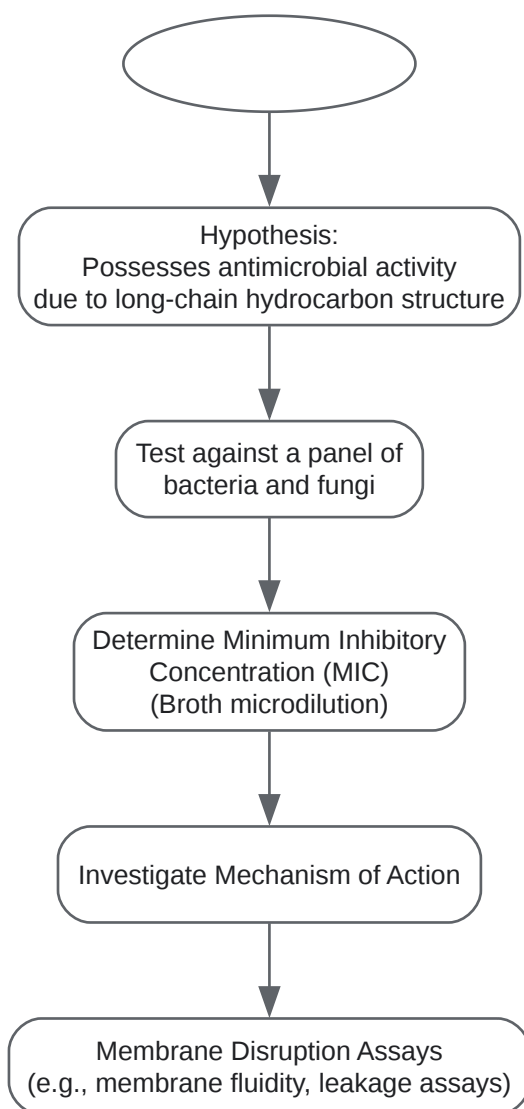 Hypothesis:
Possesses antimicrobial activity
due to long-chain hydrocarbon structure
Test against a panel of
bacteria and fungi
Determine Minimum Inhibitory
Concentration (MIC)
(Broth microdilution)
Investigate Mechanism of Action
Membrane Disruption Assays
(e.g., membrane fluidity, leakage assays)